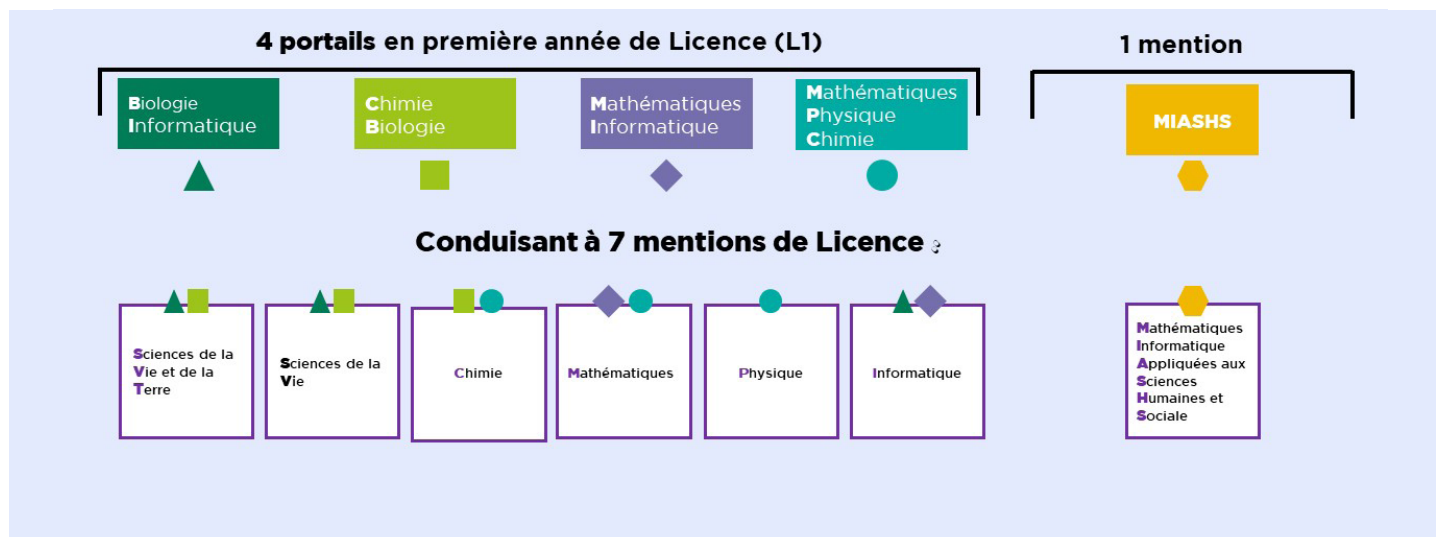 4 portails en première année de Licence (L1)
1 mention
Biologie
Informatique
Chimie
Biologie
Mathématiques
Informatique
Mathématiques
Physique
Chimie
MIASHS
Conduisant à 7 mentions de Licence
Sciences de la
Vie et de la
Terre
Sciences de la
Vie
Chimie
Mathématiques
Physique
Informatique
Mathématiques
Informatique
Appliquées aux
Sciences
Humaines et
Sociale